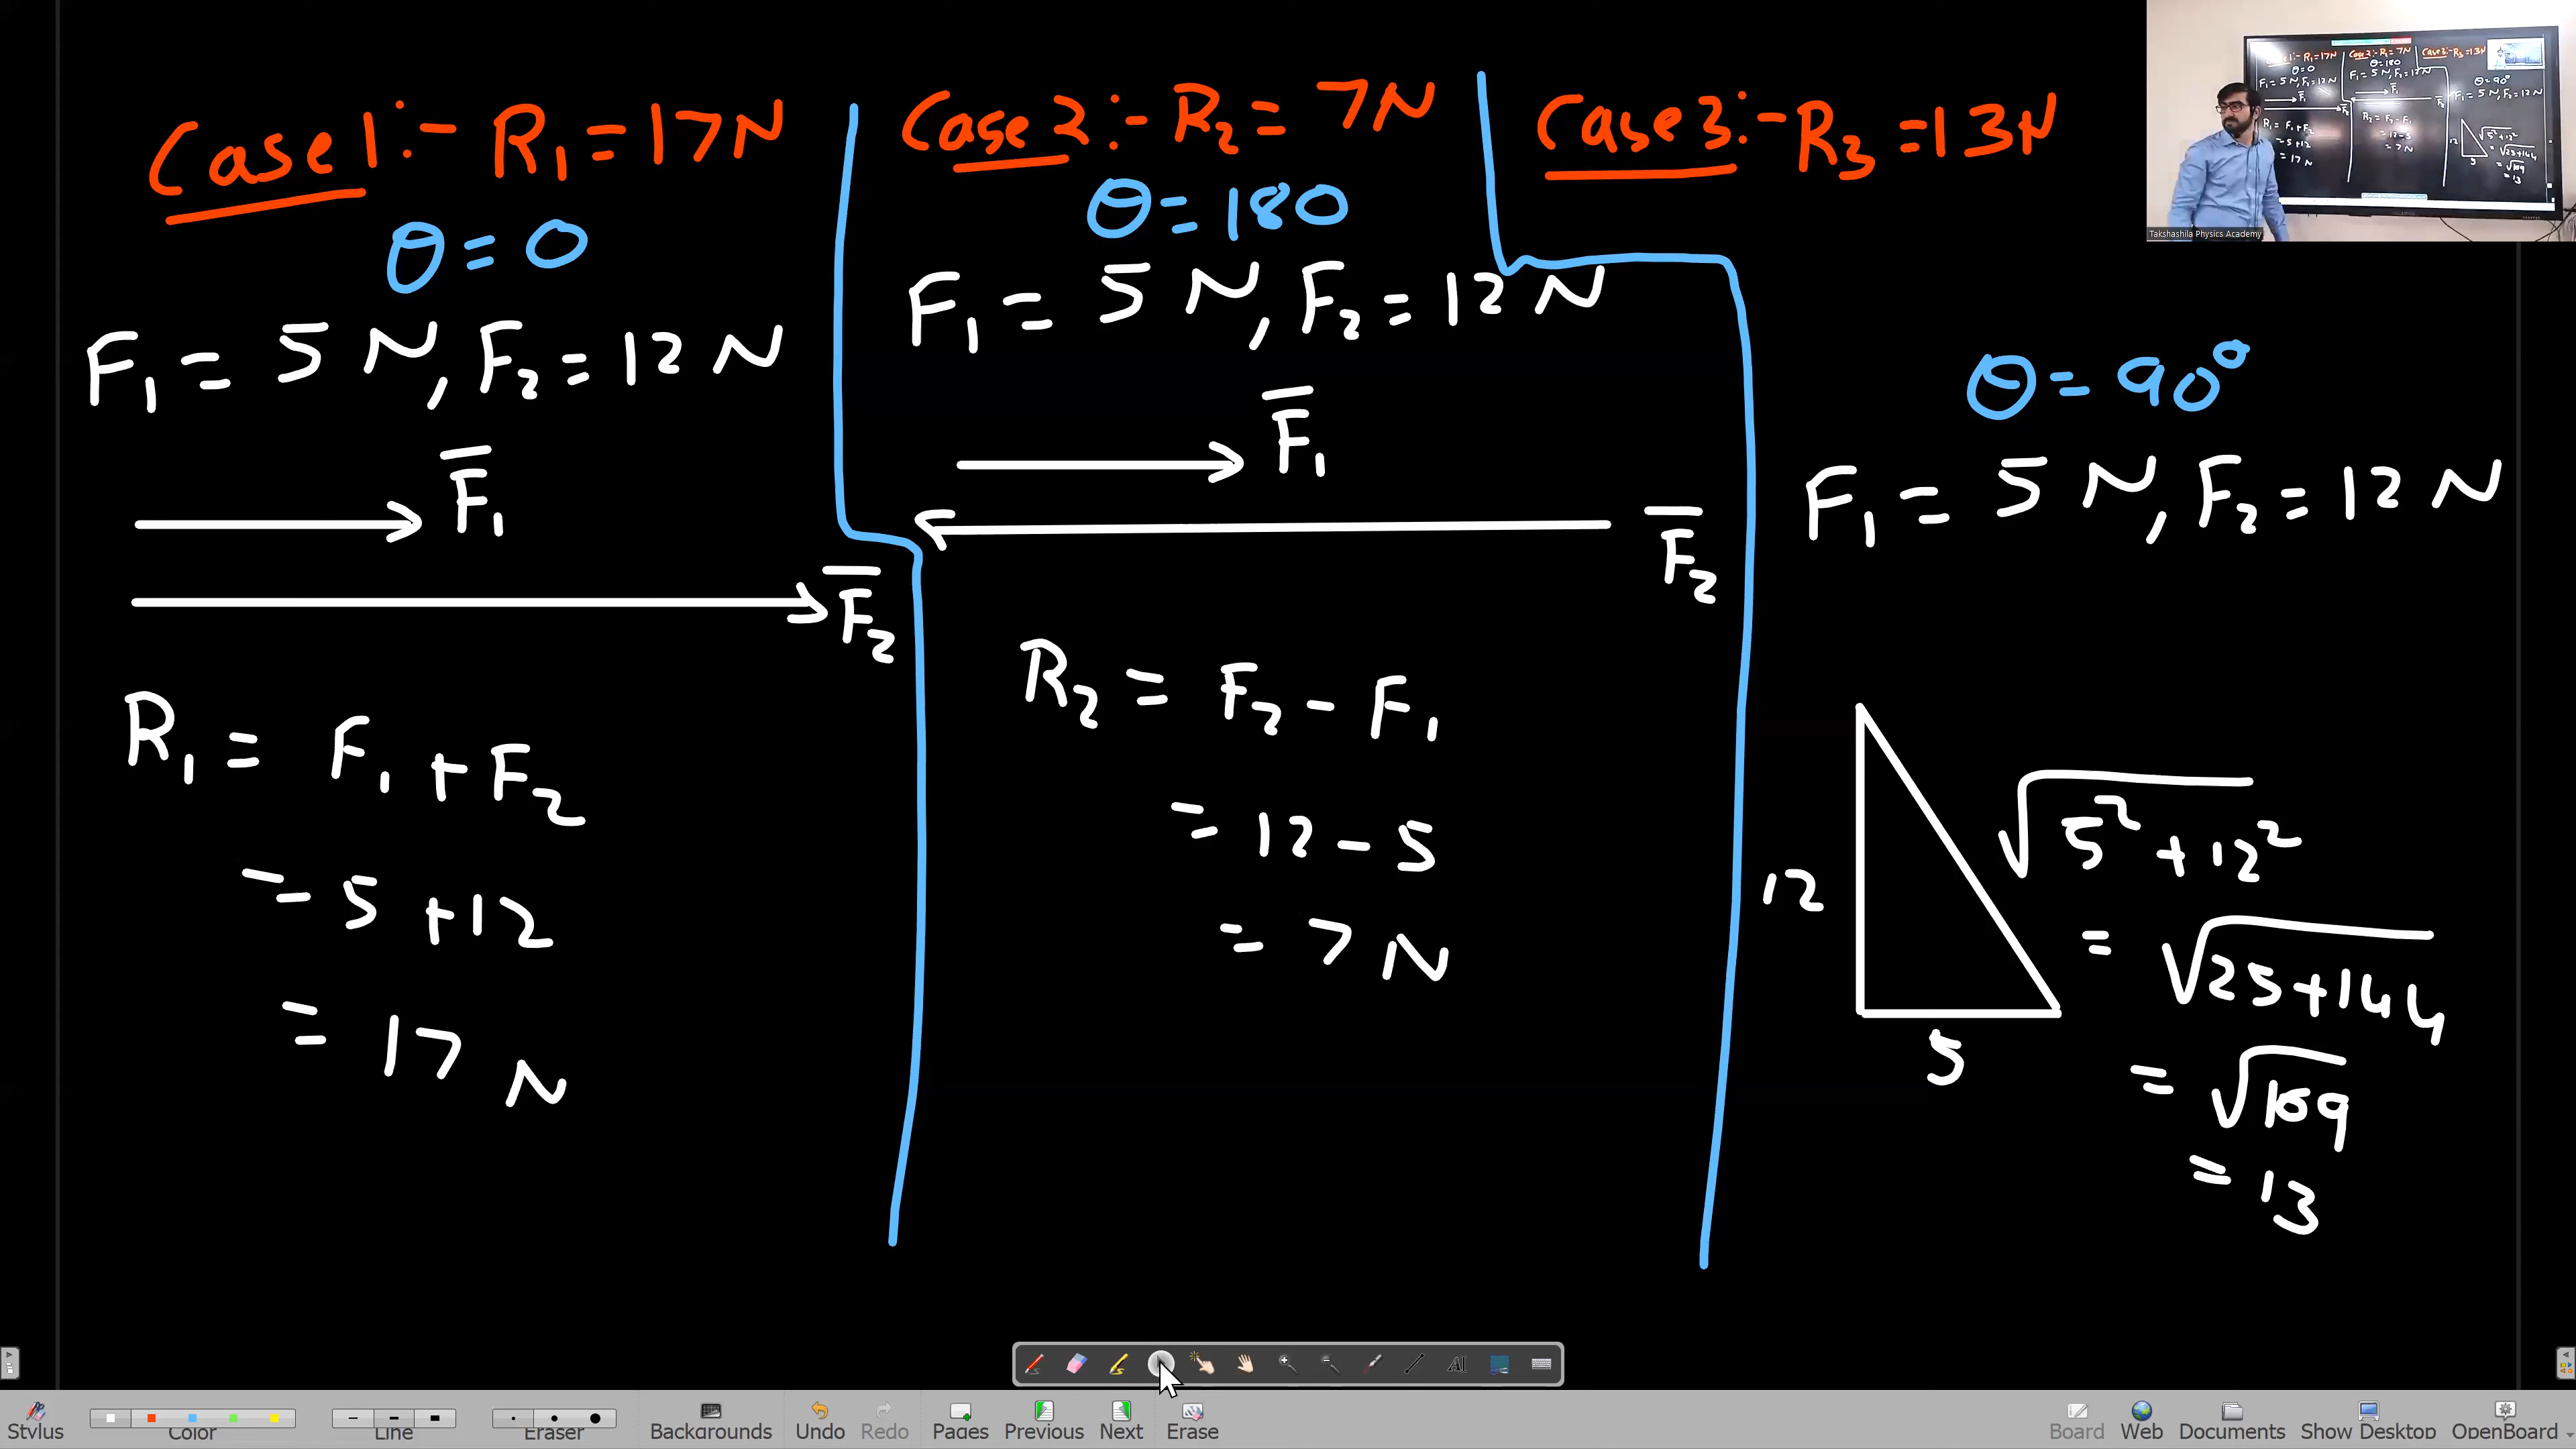 Case 1:- R₁ = 17N
θ = 0
F₁ = 5 N, F₂ = 12 N
F̅₁
F̅₂
R₁ = F₁ + F₂
= 5 + 12
= 17 N
Case 2:- R₂ = 7N
θ = 180
F₁ = 5 N, F₂ = 12 N
F̅₁
F̅₂
R₂ = F₂ - F₁
= 12 - 5
= 7 N
Case 3:- R₃ = 13N
θ = 90°
F₁ = 5 N, F₂ = 12 N
12
5
√5² + 12²
= √25 + 144
= √169
= 13
Takshashila Physics Academy
Stylus Color Line Eraser Backgrounds Undo Redo Pages Previous Next Erase Board Web Documents Show Desktop OpenBoard